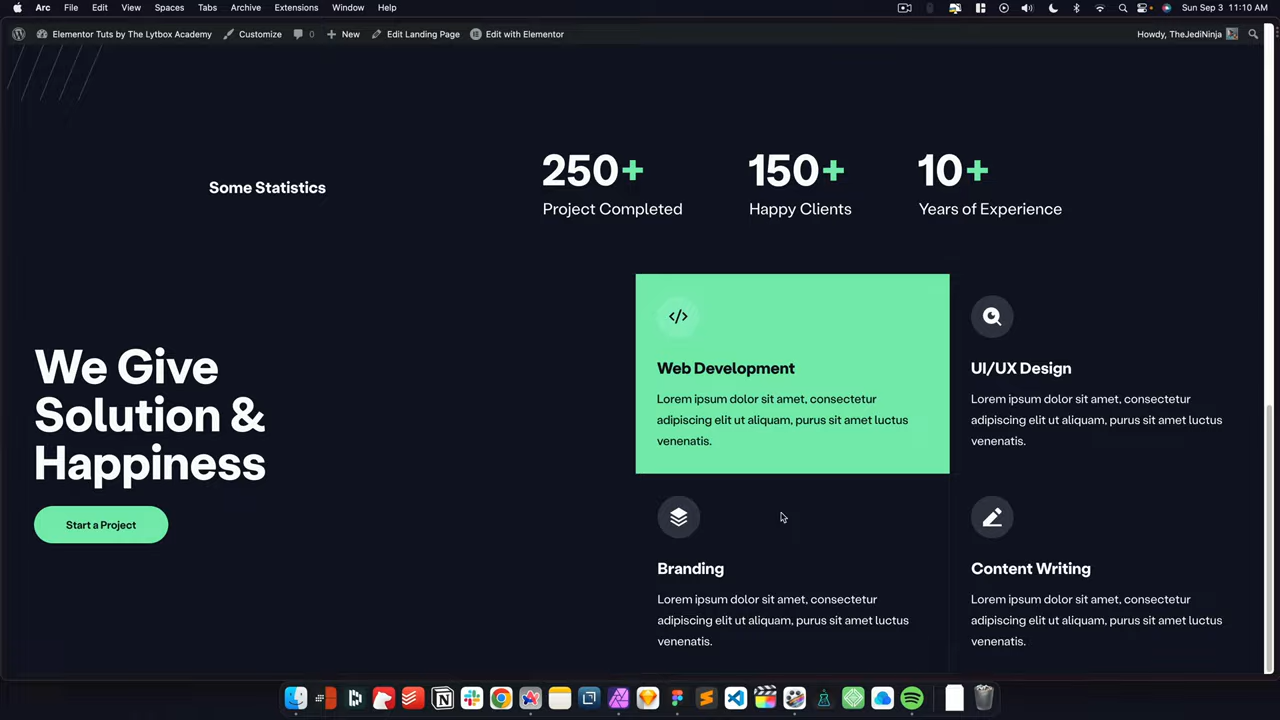 Arc File Edit View Spaces Tabs Archive Extensions Window Help Sun Sep 3 11:10 AM
Elementor Tuts by The Lytbox Academy Customize 0 New Edit Landing Page Edit with Elementor Howdy, TheJediNinja
Some Statistics
250+
Project Completed
150+
Happy Clients
10+
Years of Experience
We Give
Solution &
Happiness
Start a Project
Web Development
Lorem ipsum dolor sit amet, consectetur
adipiscing elit ut aliquam, purus sit amet luctus
venenatis.
UI/UX Design
Lorem ipsum dolor sit amet, consectetur
adipiscing elit ut aliquam, purus sit amet luctus
venenatis.
Branding
Lorem ipsum dolor sit amet, consectetur
adipiscing elit ut aliquam, purus sit amet luctus
venenatis.
Content Writing
Lorem ipsum dolor sit amet, consectetur
adipiscing elit ut aliquam, purus sit amet luctus
venenatis.